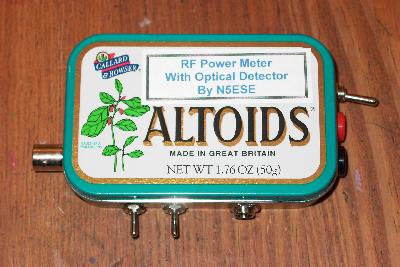 CALLARD
& BOWSER
RF Power Meter
With Optical Detector
By N5ESE
ALTOIDS
MADE IN GREAT BRITAIN
NET WT 1.76 OZ (50g)